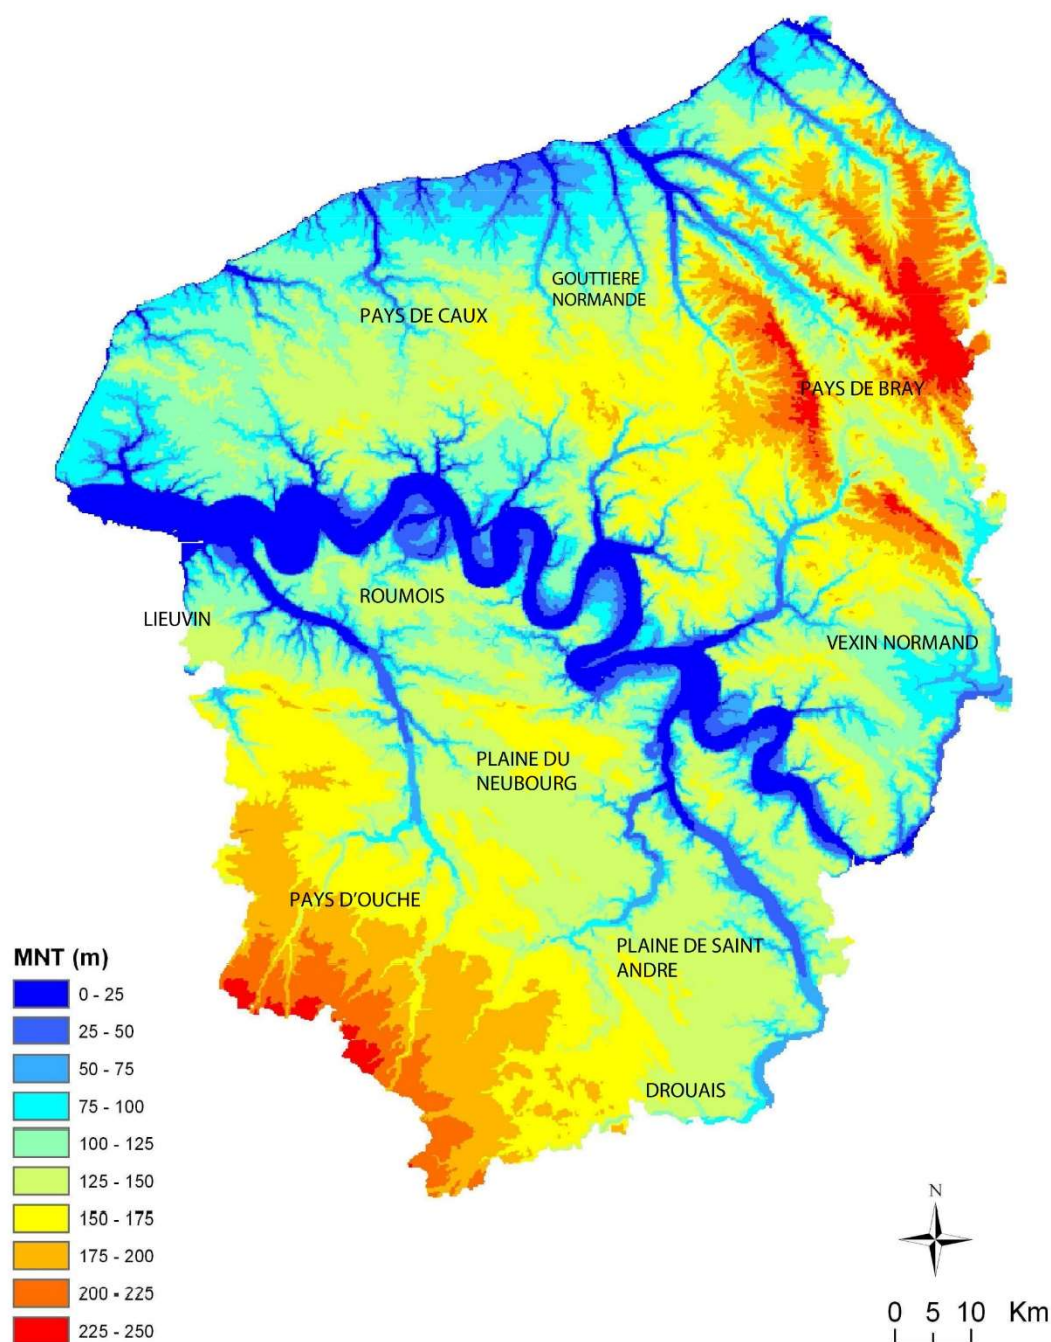 GOUTTIERE
NORMANDE
PAYS DE CAUX
PAYS DE BRAY
ROUMOIS
LIEUVIN
VEXIN NORMAND
PLAINE DU
NEUBOURG
PAYS D'OUCHE
PLAINE DE SAINT
ANDRE
DROUAIS
MNT (m)
0 - 25
25 - 50
50 - 75
75 - 100
100 - 125
125 - 150
150 - 175
175 - 200
200 - 225
225 - 250
N
0 5 10 Km